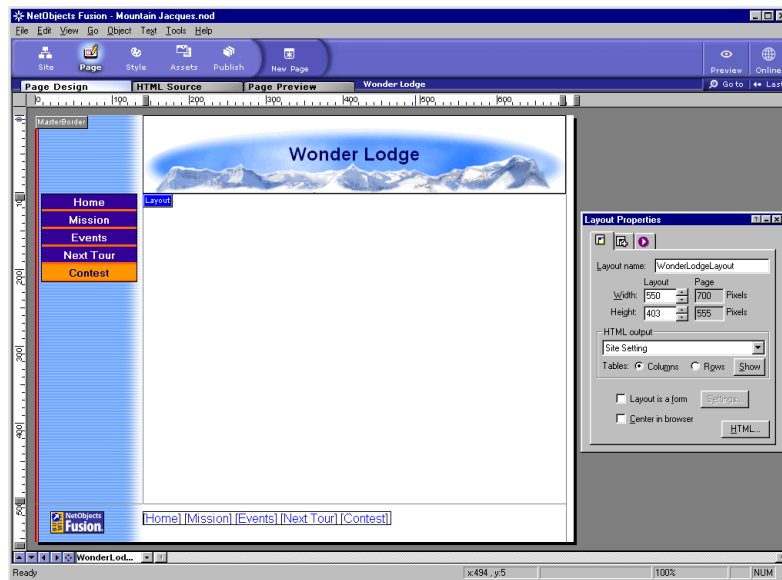 NetObjects Fusion - Mountain Jacques.nod
File Edit View Go Object Text Tools Help
Site Page Style Assets Publish New Page Preview Online
Page Design HTML Source Page Preview Wonder Lodge Go to Las
0 100 200 300 400 500 600
MasterBorder
Wonder Lodge
Layout
Home
Mission
Events
Next Tour
Contest
100
200
300
400
500
Layout Properties
Layout name: WonderLodgeLayout
Layout Page
Width: 550 700 Pixels
Height: 403 555 Pixels
HTML output
Site Setting
Tables: Columns Rows Show
Layout is a form Settings...
Center in browser
HTML...
NetObjects
Fusion
[Home] [Mission] [Events] [Next Tour] [Contest]
WonderLod...
Ready x:494 , y:5 100% NUM